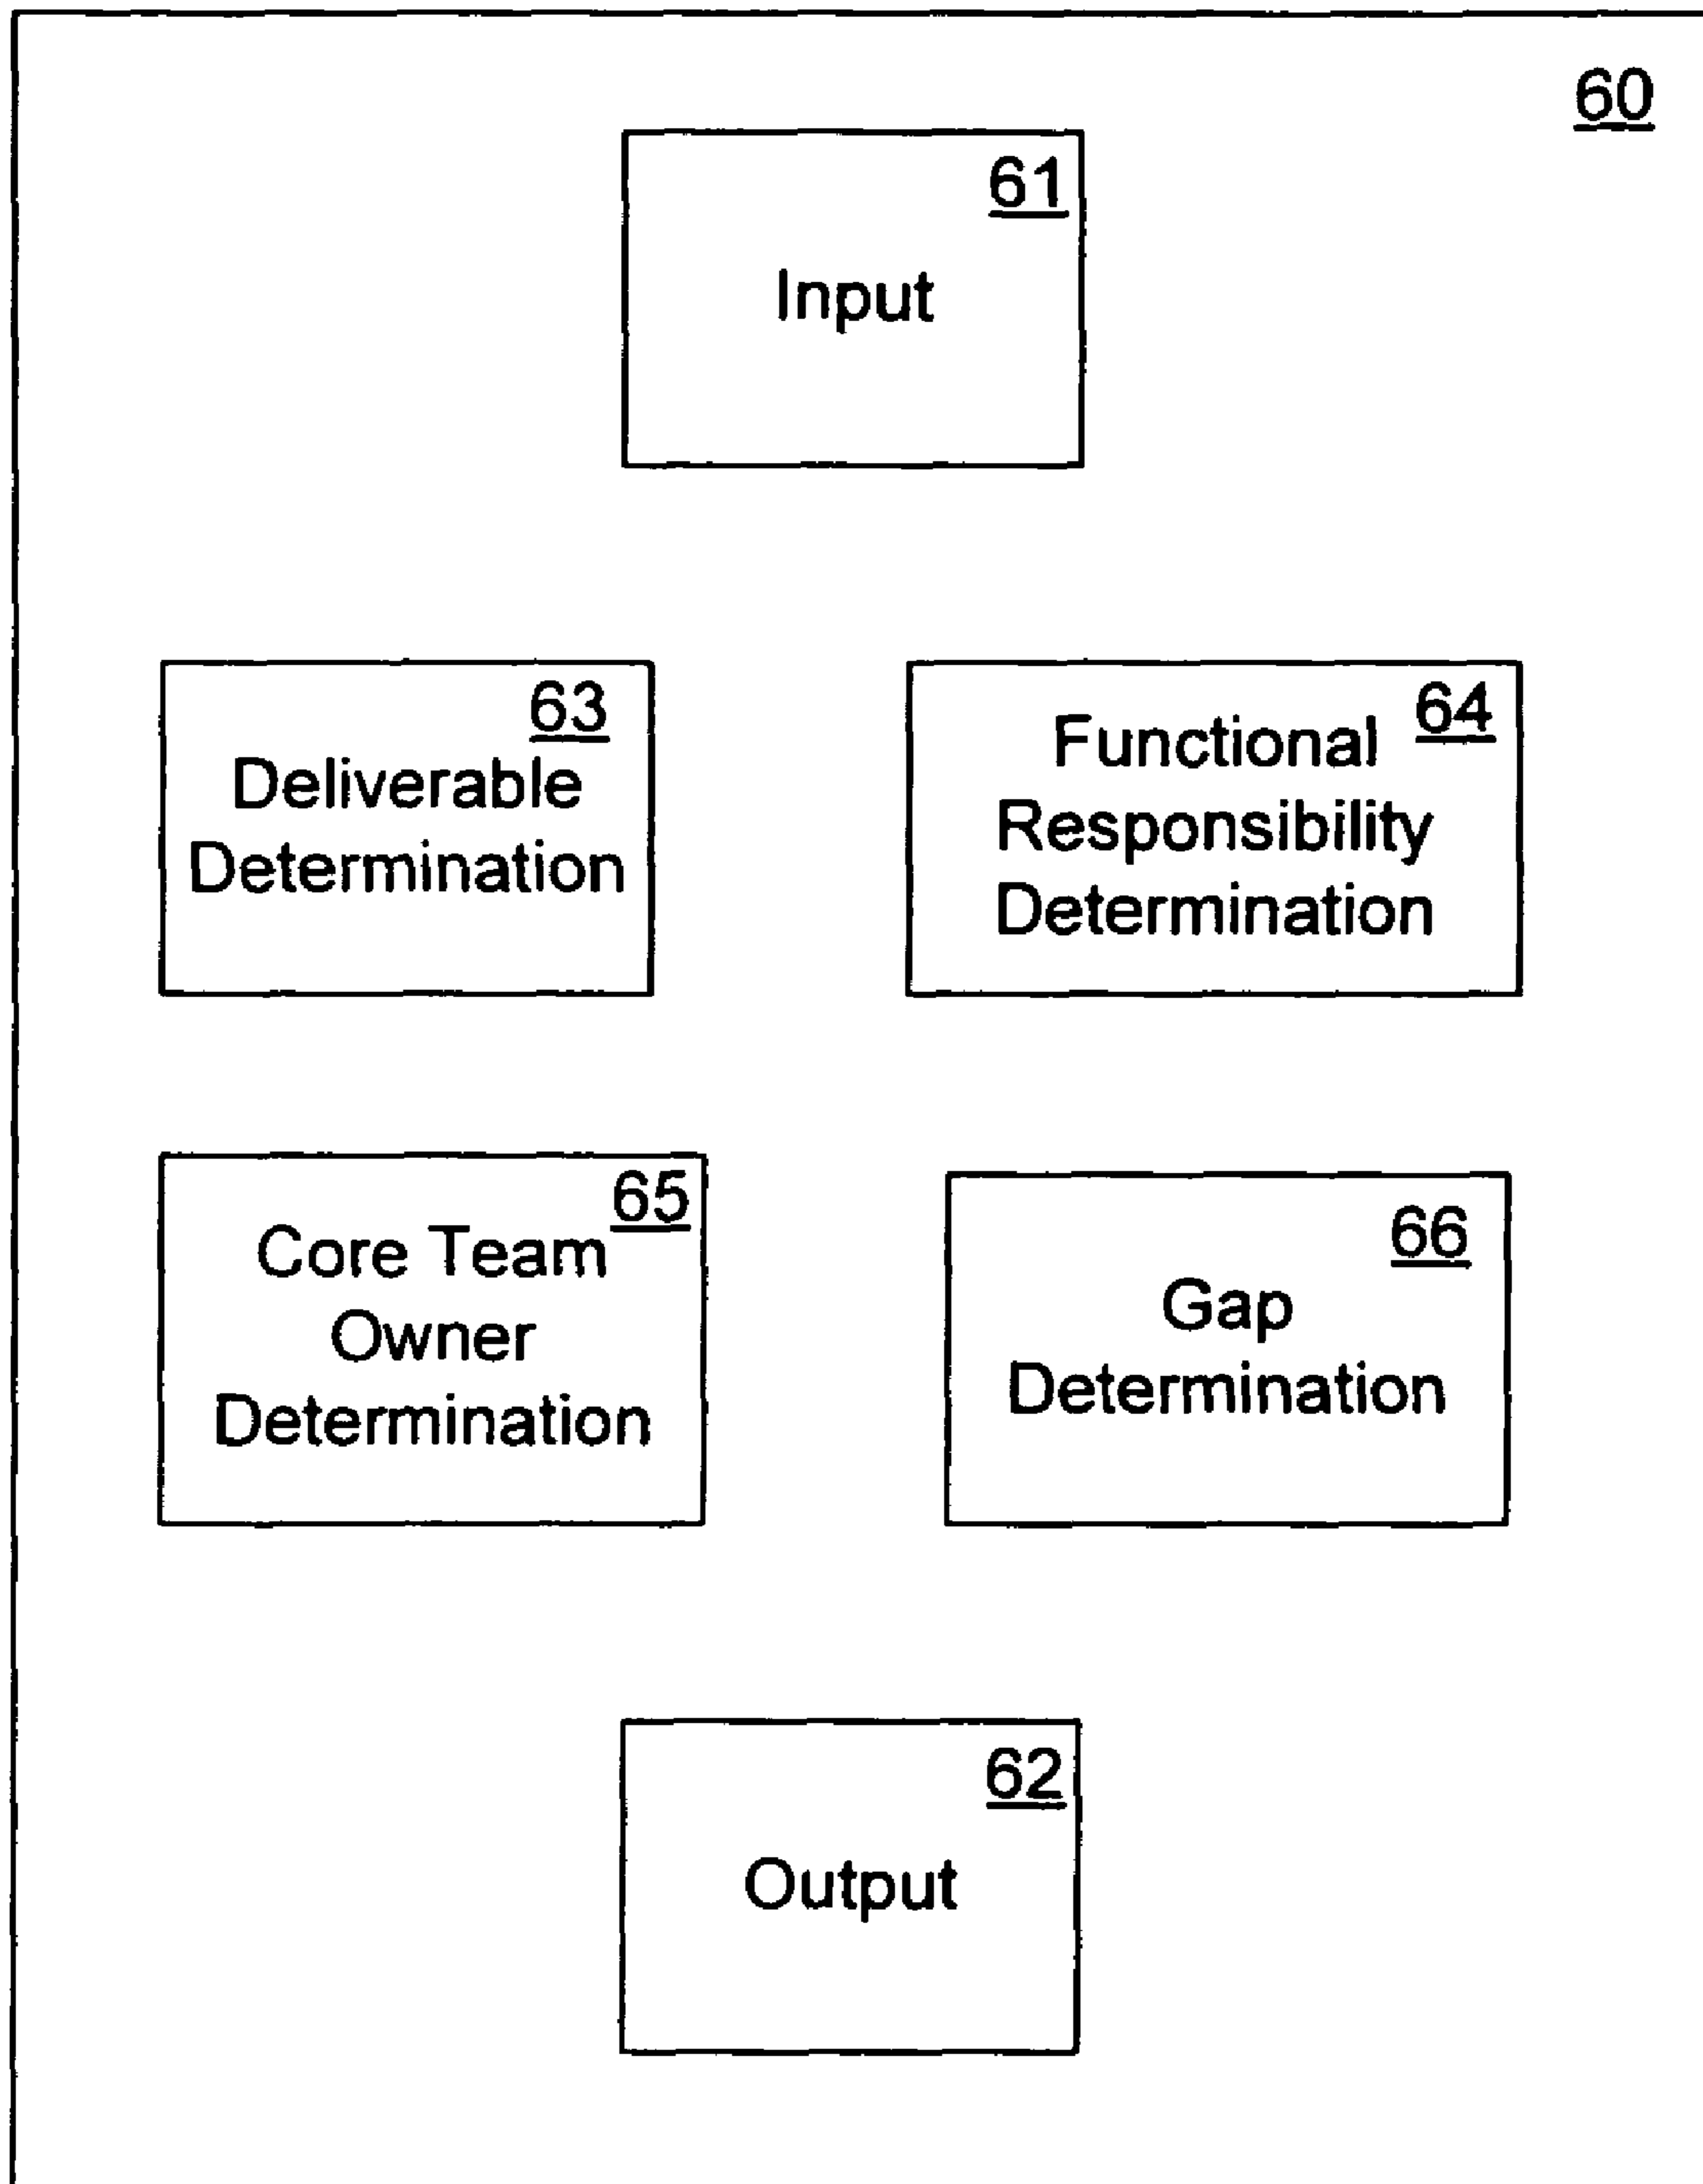 60
61
Input
63
Deliverable
Determination
64
Functional
Responsibility
Determination
65
Core Team
Owner
Determination
66
Gap
Determination
62
Output